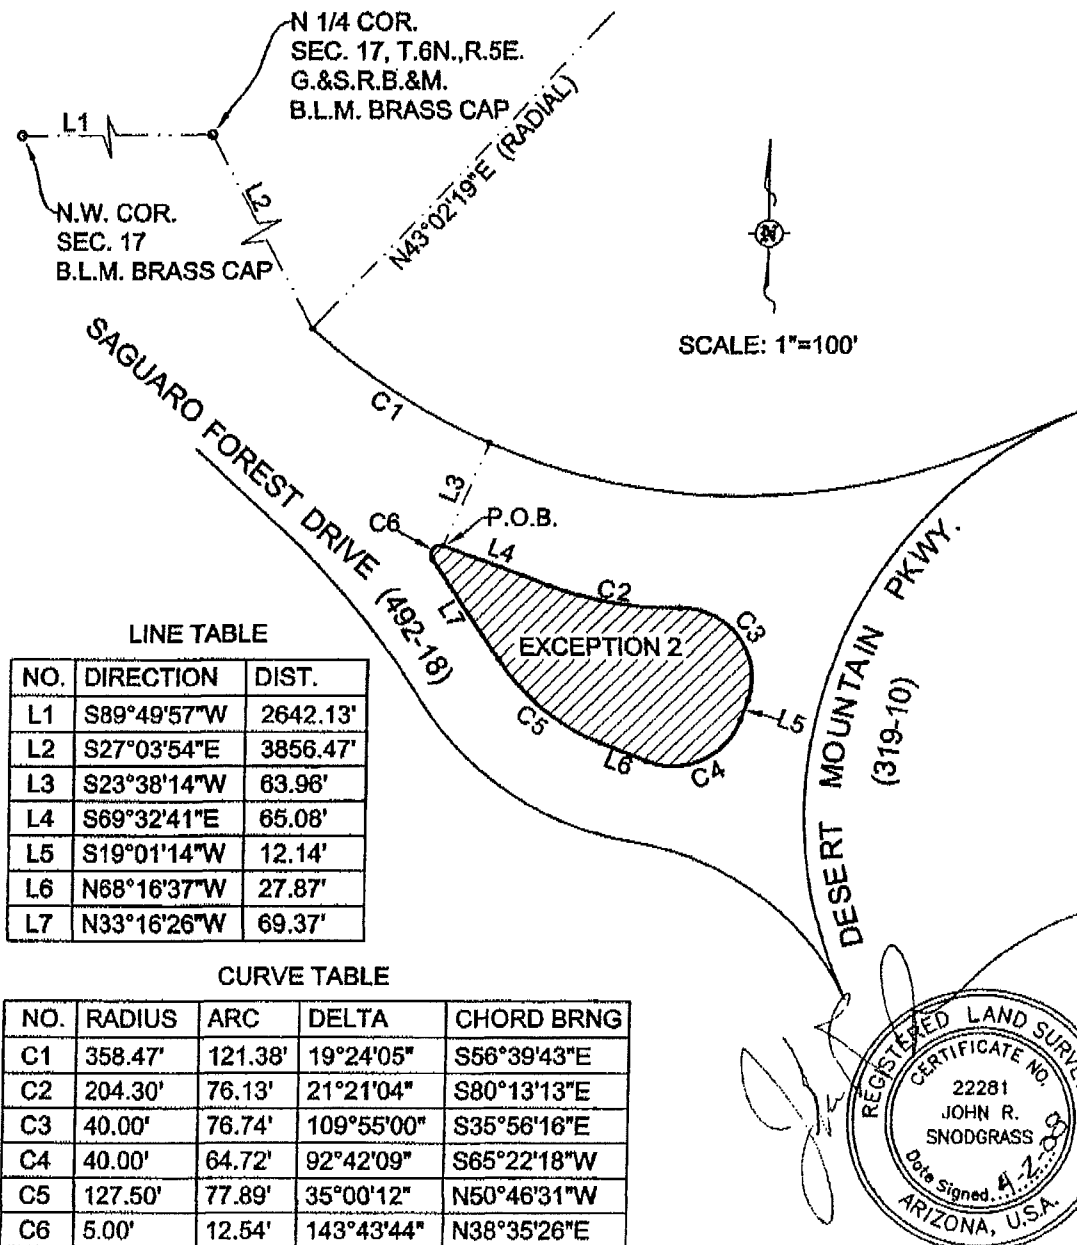 N 1/4 COR.
SEC. 17, T.6N.,R.5E.
G.&S.R.B.&M.
B.L.M. BRASS CAP
L1
L2
N.W. COR.
SEC. 17
B.L.M. BRASS CAP
N43°02'19"E (RADIAL)
N
SCALE: 1"=100'
SAGUARO FOREST DRIVE (492-18)
C1
L3
C6
P.O.B.
L4
C2
C3
L7
EXCEPTION 2
L5
C5
L6
C4
DESERT MOUNTAIN PKWY.
(319-10)
LINE TABLE
NO. DIRECTION DIST.
L1 S89°49'57"W 2642.13'
L2 S27°03'54"E 3856.47'
L3 S23°38'14"W 63.96'
L4 S69°32'41"E 65.08'
L5 S19°01'14"W 12.14'
L6 N68°16'37"W 27.87'
L7 N33°16'26"W 69.37'
CURVE TABLE
NO. RADIUS ARC DELTA CHORD BRNG
C1 358.47' 121.38' 19°24'05" S56°39'43"E
C2 204.30' 76.13' 21°21'04" S80°13'13"E
C3 40.00' 76.74' 109°55'00" S35°56'16"E
C4 40.00' 64.72' 92°42'09" S65°22'18"W
C5 127.50' 77.89' 35°00'12" N50°46'31"W
C6 5.00' 12.54' 143°43'44" N38°35'26"E
REGISTERED LAND SURVE
CERTIFICATE NO.
22281
JOHN R.
SNODGRASS
Date Signed 4-2-08
ARIZONA, U.S.A.